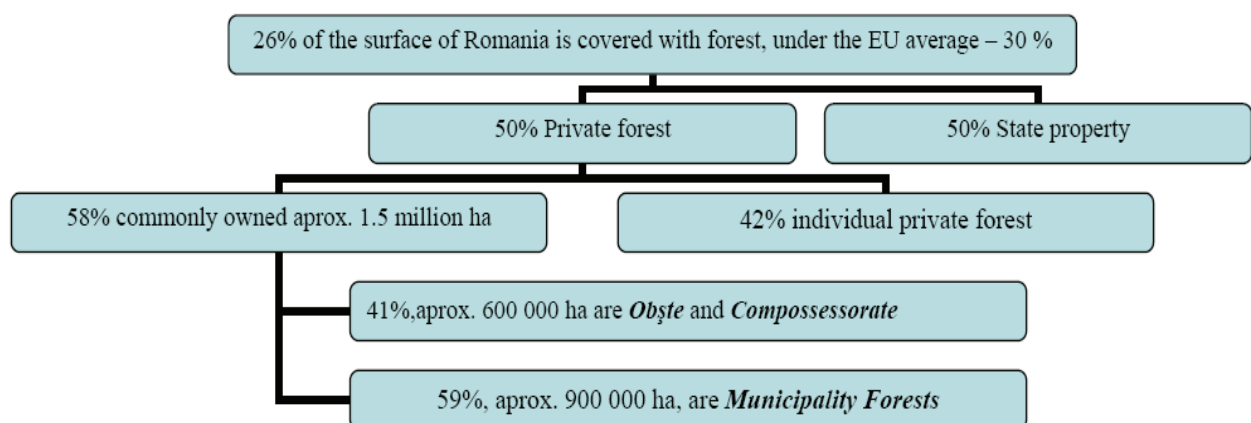 26% of the surface of Romania is covered with forest, under the EU average – 30 %
50% Private forest
50% State property
58% commonly owned aprox. 1.5 million ha
42% individual private forest
41%,aprox. 600 000 ha are Obşte and Compossessorate
59%, aprox. 900 000 ha, are Municipality Forests